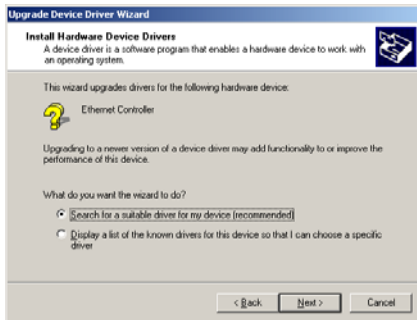 Upgrade Device Driver Wizard
Install Hardware Device Drivers
A device driver is a software program that enables a hardware device to work with
an operating system.
This wizard upgrades drivers for the following hardware device:
Ethernet Controller
Upgrading to a newer version of a device driver may add functionality to or improve the
performance of this device.
What do you want the wizard to do?
Search for a suitable driver for my device (recommended)
Display a list of the known drivers for this device so that I can choose a specific
driver
< Back
Next >
Cancel